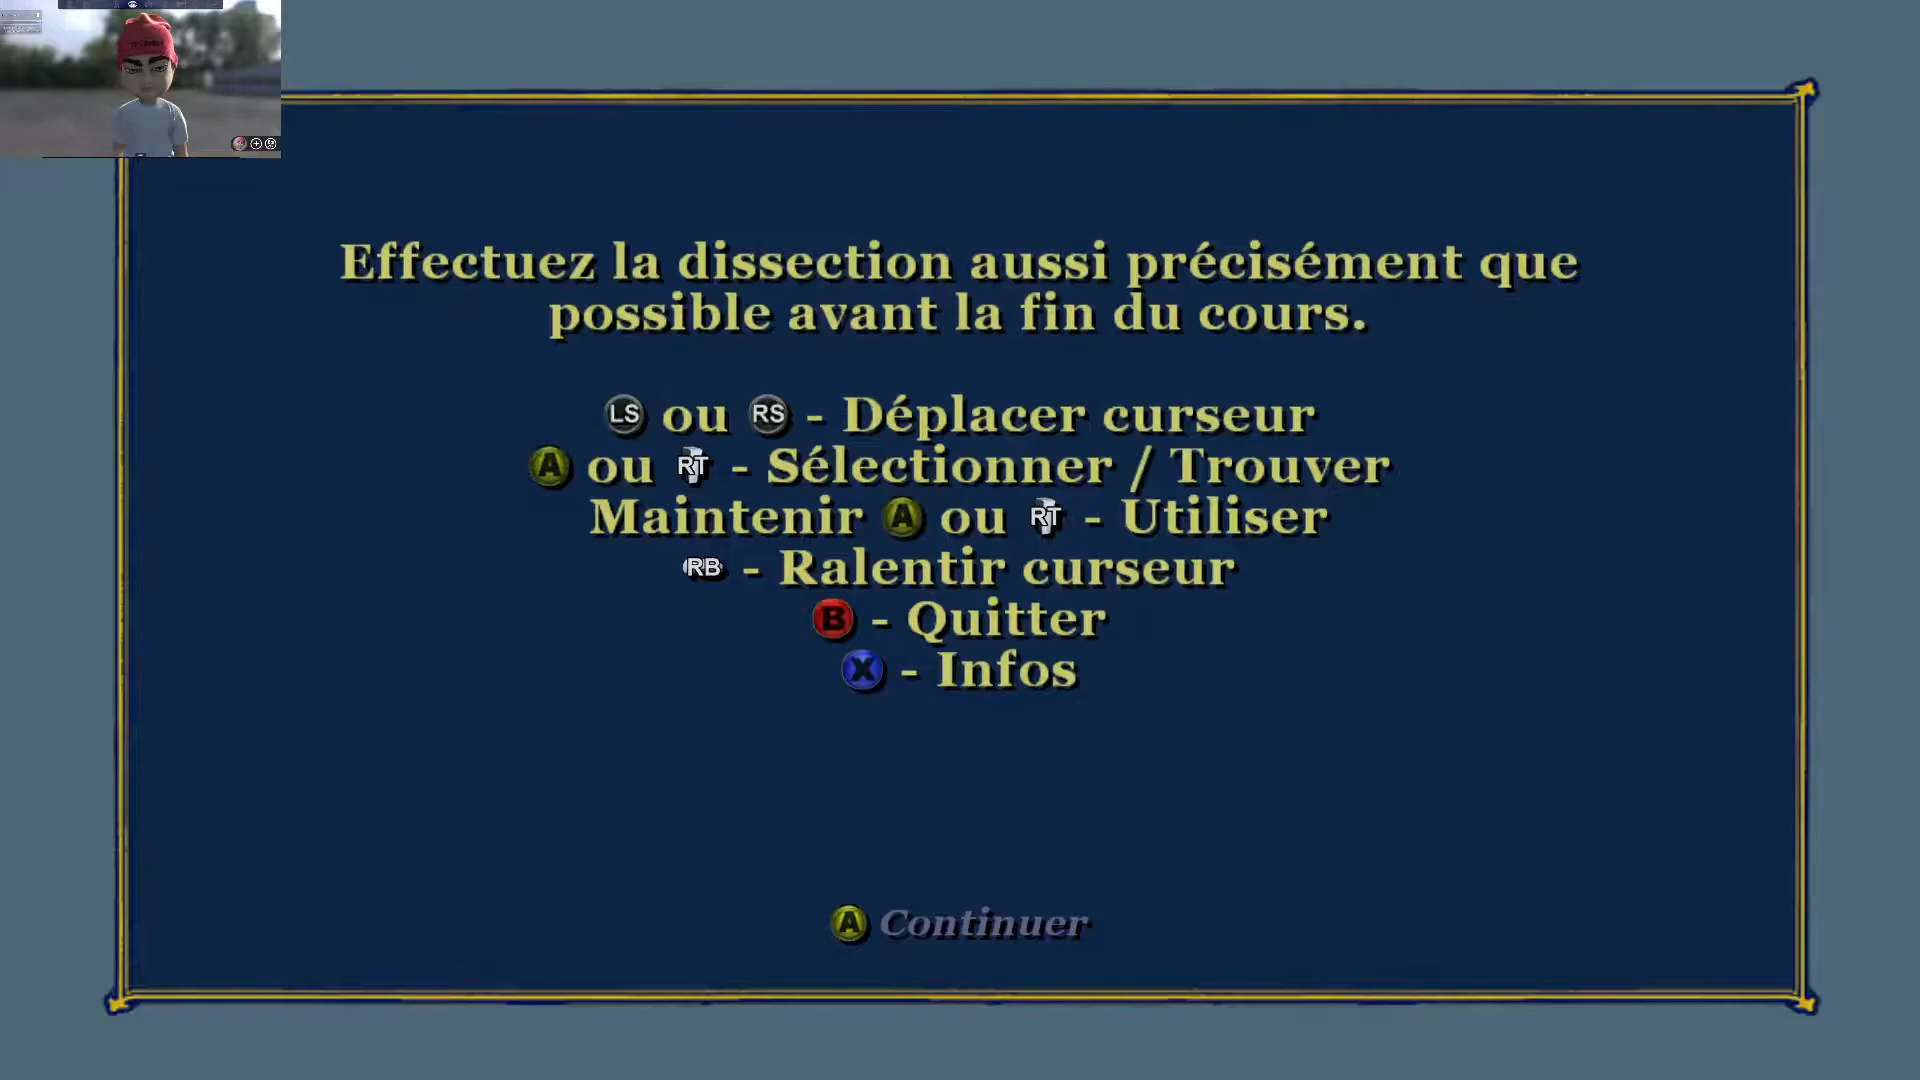 Effectuez la dissection aussi précisément que
possible avant la fin du cours.
LS ou RS - Déplacer curseur
A ou RT - Sélectionner / Trouver
Maintenir A ou RT - Utiliser
RB - Ralentir curseur
B - Quitter
X - Infos
A Continuer